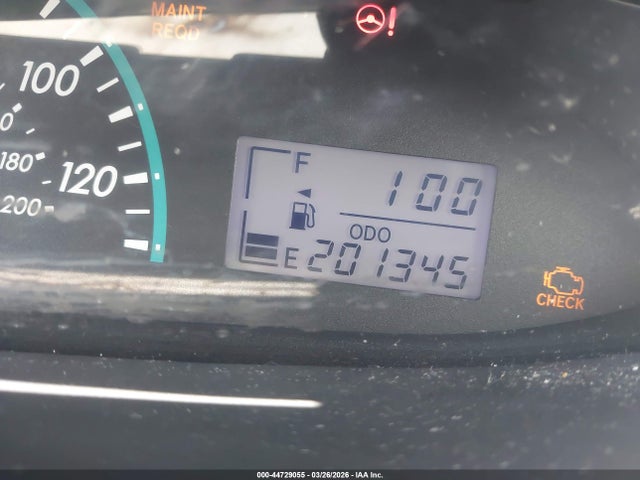 MAINT
REQD
!
100
120
0
180
200
F
100
ODO
E 201345
CHECK
000-44729055 | 03/26/2026 – IAA Inc.